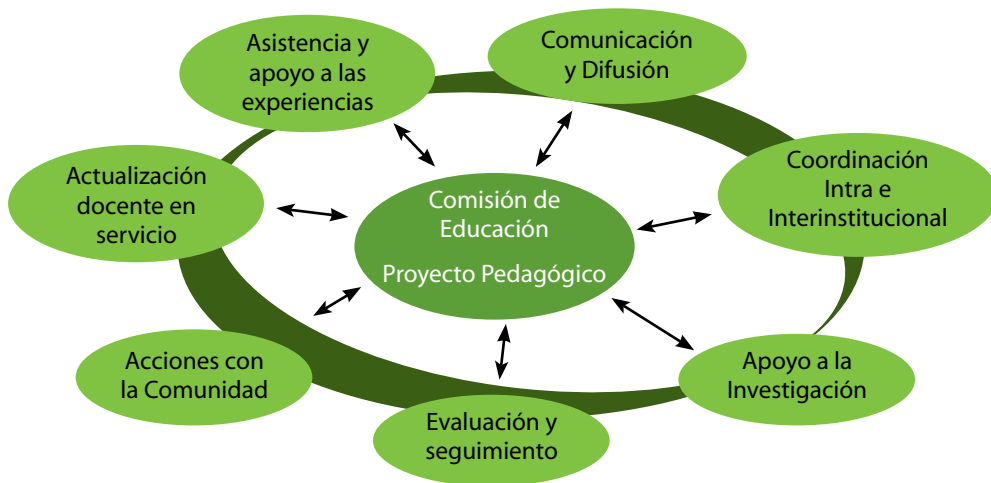 Asistencia y
apoyo a las
experiencias
Comunicación
y Difusión
Actualización
docente en
servicio
Coordinación
Intra e
Interinstitucional
Comisión de
Educación
Proyecto Pedagógico
Acciones con
la Comunidad
Apoyo a la
Investigación
Evaluación y
seguimiento